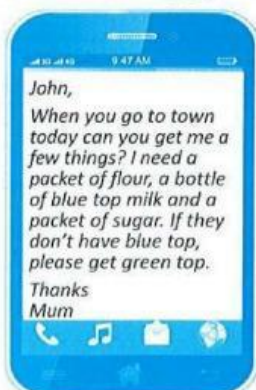 9:47 AM
John,
When you go to town
today can you get me a
few things? I need a
packet of flour, a bottle
of blue top milk and a
packet of sugar. If they
don't have blue top,
please get green top.
Thanks
Mum